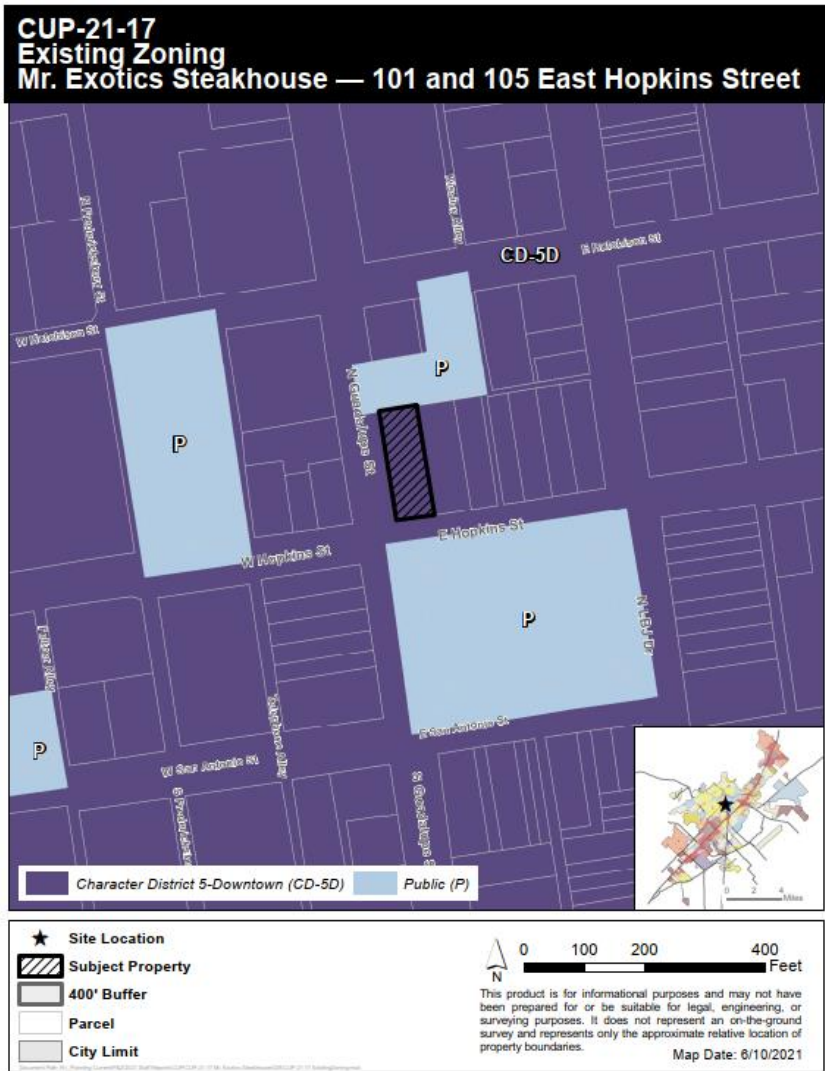 CUP-21-17
Existing Zoning
Mr. Exotics Steakhouse — 101 and 105 East Hopkins Street
CD-5D
E Hutchison St
W Hutchison St
P
N Guadalupe St
P
E Hopkins St
W Hopkins St
P
N LBJ Dr
E San Antonio St
P
W San Antonio St
Character District 5-Downtown (CD-5D)
Public (P)
0 2 4
Miles
★ Site Location
Subject Property
400' Buffer
Parcel
City Limit
N
0 100 200 400
Feet
This product is for informational purposes and may not have
been prepared for or be suitable for legal, engineering, or
surveying purposes. It does not represent an on-the-ground
survey and represents only the approximate relative location of
property boundaries.
Map Date: 6/10/2021